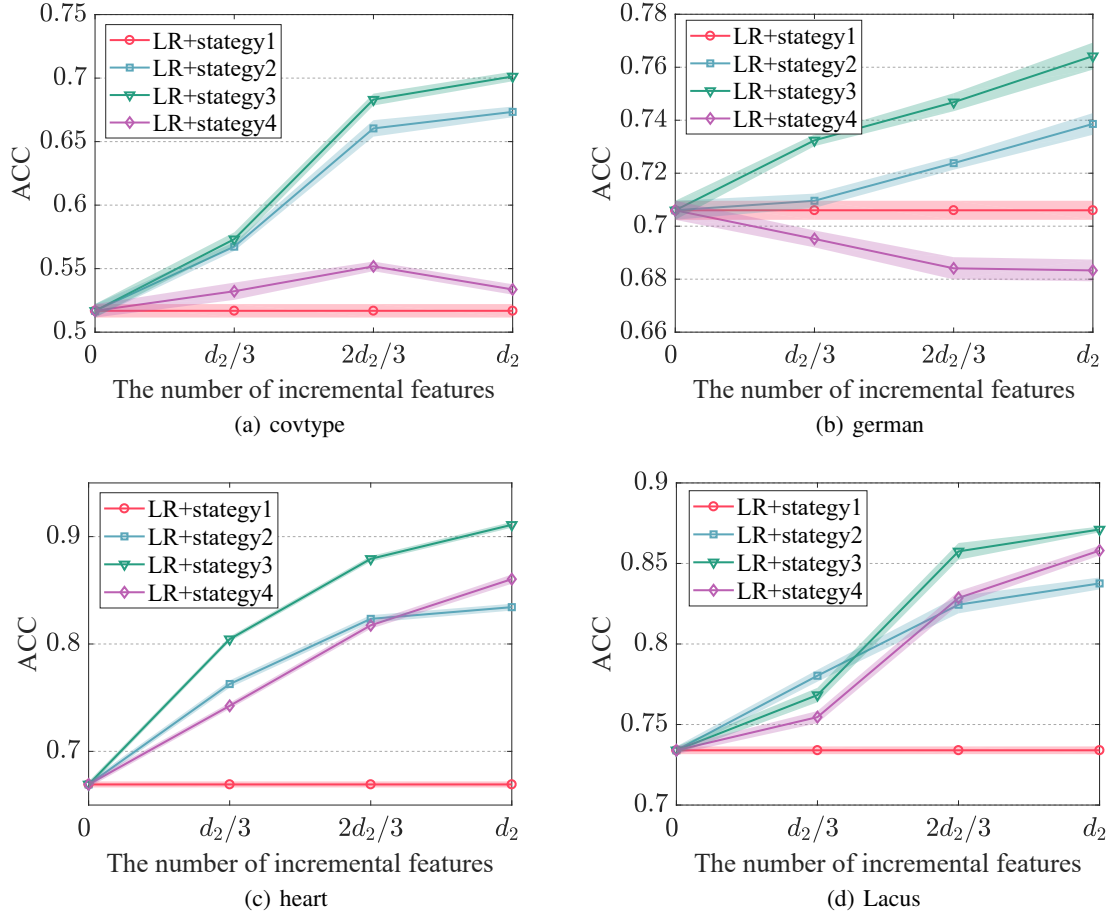 0.75
0.7
0.65
0.6
0.55
0.5
ACC
LR+stategy1
LR+stategy2
LR+stategy3
LR+stategy4
0
d₂/3
2d₂/3
d₂
The number of incremental features
(a) covtype
0.78
0.76
0.74
0.72
0.7
0.68
0.66
ACC
LR+stategy1
LR+stategy2
LR+stategy3
LR+stategy4
0
d₂/3
2d₂/3
d₂
The number of incremental features
(b) german
0.9
0.8
0.7
ACC
LR+stategy1
LR+stategy2
LR+stategy3
LR+stategy4
0
d₂/3
2d₂/3
d₂
The number of incremental features
(c) heart
0.9
0.85
0.8
0.75
0.7
ACC
LR+stategy1
LR+stategy2
LR+stategy3
LR+stategy4
0
d₂/3
2d₂/3
d₂
The number of incremental features
(d) Lacus